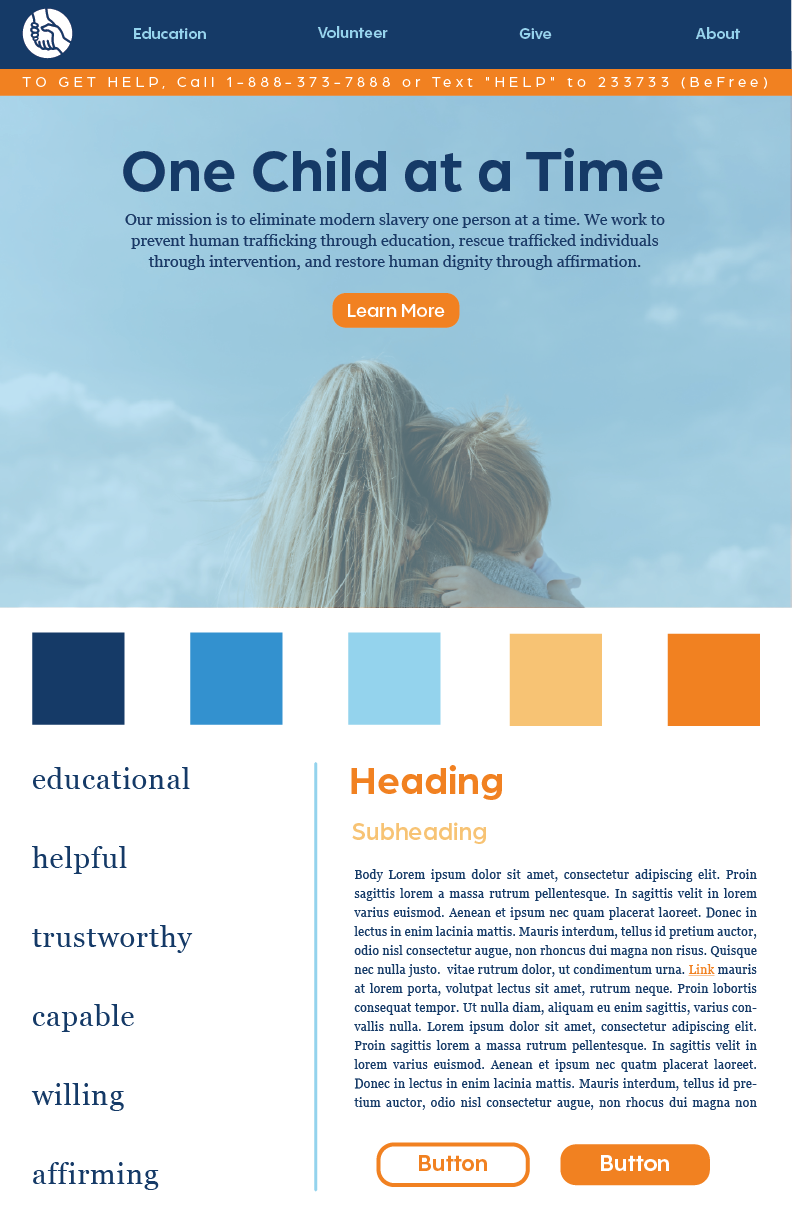 Education Volunteer Give About
TO GET HELP, Call 1-888-373-7888 or Text "HELP" to 233733 (BeFree)
One Child at a Time
Our mission is to eliminate modern slavery one person at a time. We work to
prevent human trafficking through education, rescue trafficked individuals
through intervention, and restore human dignity through affirmation.
Learn More
educational
helpful
trustworthy
capable
willing
affirming
Heading
Subheading
Body Lorem ipsum dolor sit amet, consectetur adipiscing elit. Proin
sagittis lorem a massa rutrum pellentesque. In sagittis velit in lorem
varius euismod. Aenean et ipsum nec quam placerat laoreet. Donec in
lectus in enim lacinia mattis. Mauris interdum, tellus id pretium auctor,
odio nisl consectetur augue, non rhoncus dui magna non risus. Quisque
nec nulla justo. vitae rutrum dolor, ut condimentum urna. Link mauris
at lorem porta, volutpat lectus sit amet, rutrum neque. Proin lobortis
consequat tempor. Ut nulla diam, aliquam eu enim sagittis, varius con-
vallis nulla. Lorem ipsum dolor sit amet, consectetur adipiscing elit.
Proin sagittis lorem a massa rutrum pellentesque. In sagittis velit in
lorem varius euismod. Aenean et ipsum nec quatm placerat laoreet.
Donec in lectus in enim lacinia mattis. Mauris interdum, tellus id pre-
tium auctor, odio nisl consectetur augue, non rhocus dui magna non
Button Button